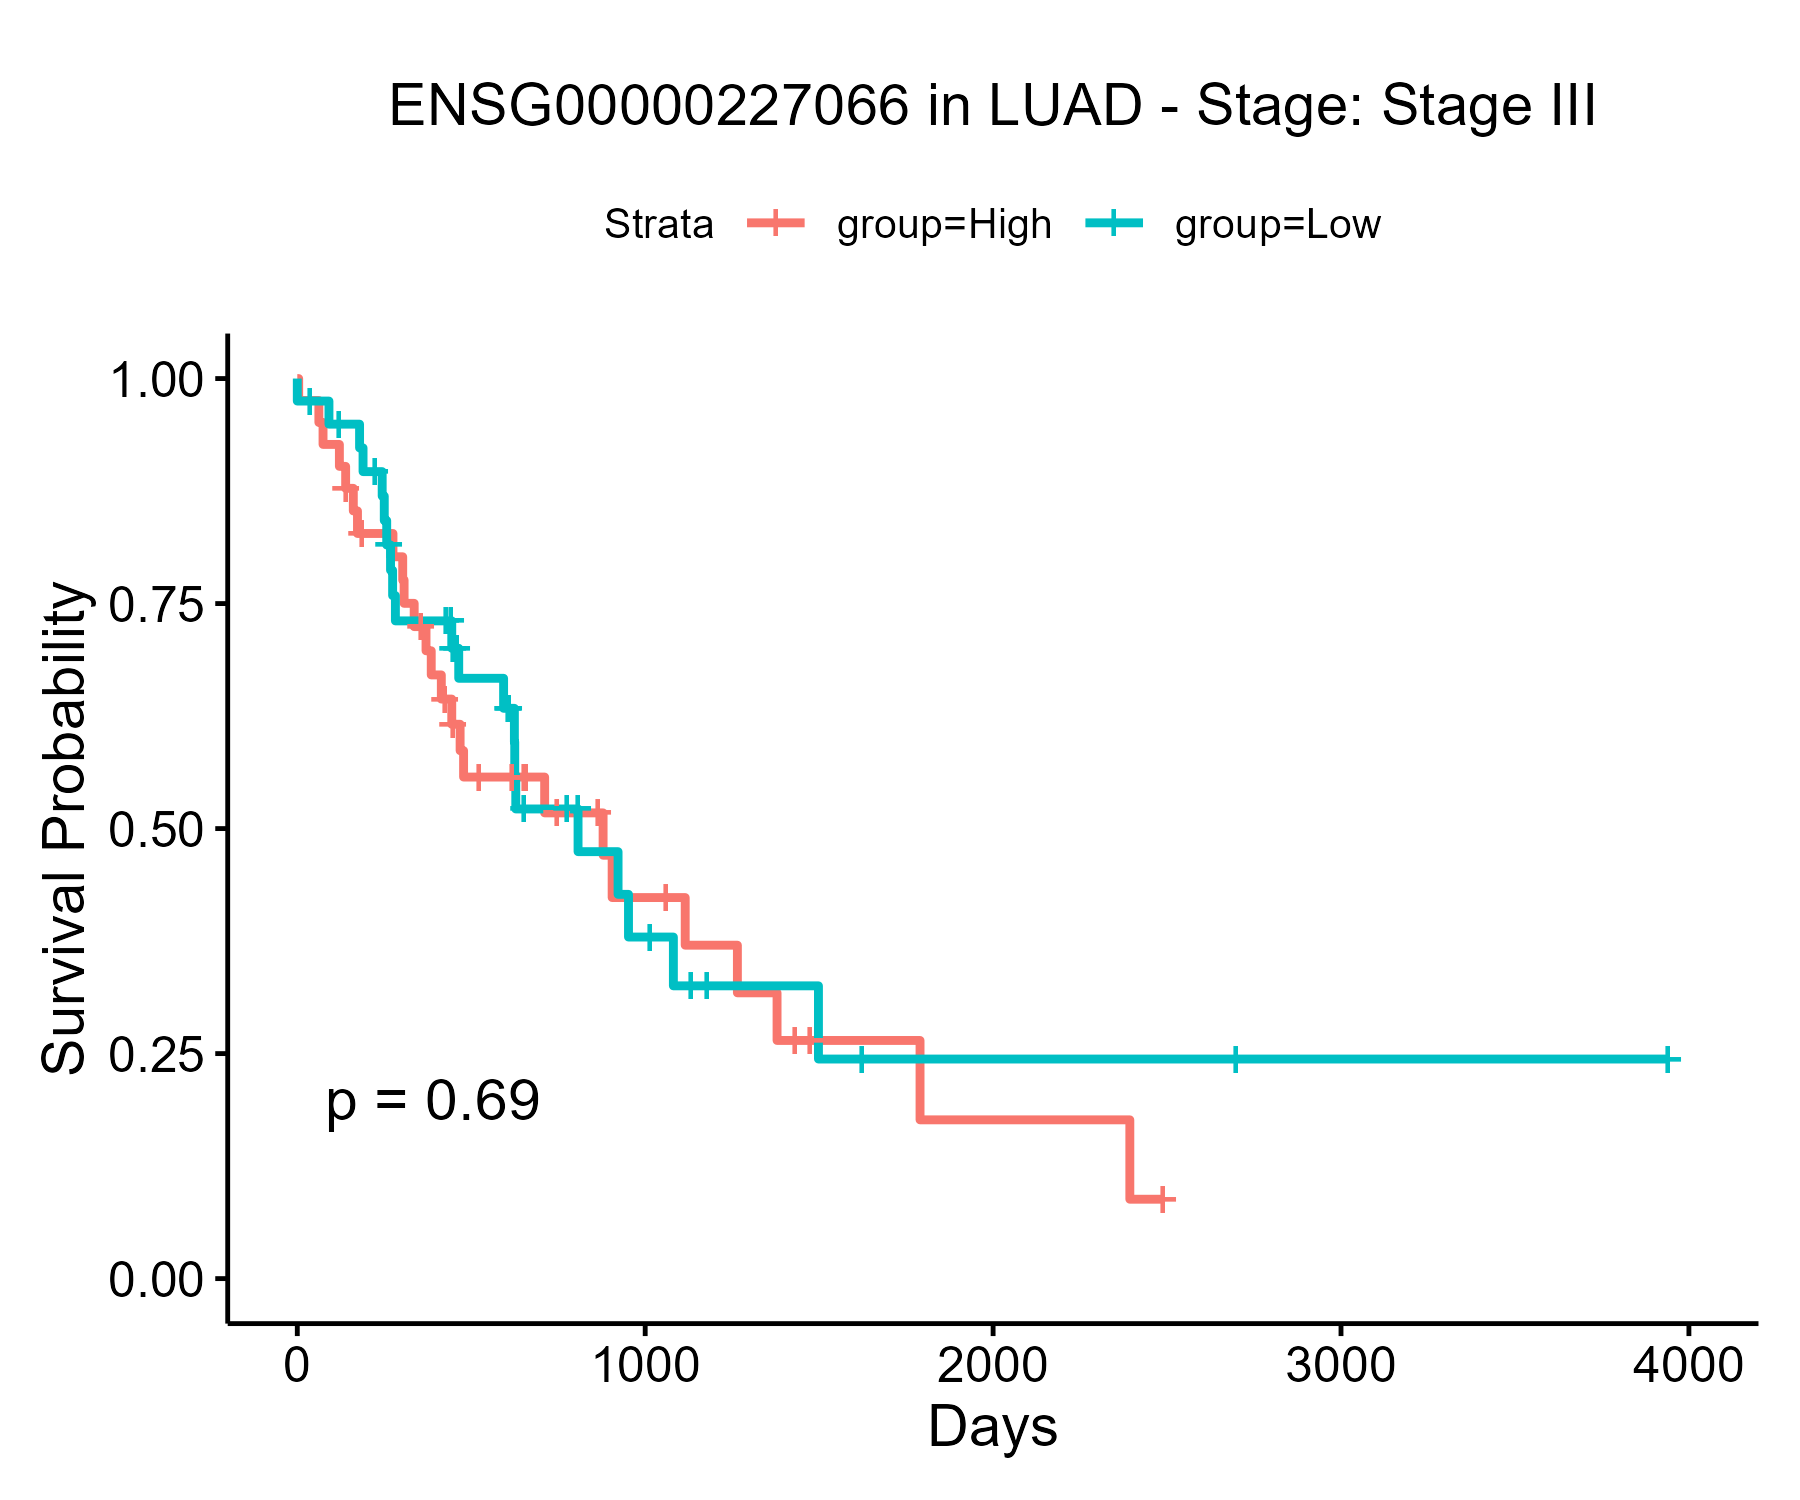 ENSG00000227066 in LUAD - Stage: Stage III
Strata group=High group=Low
Survival Probability
1.00
0.75
0.50
0.25
0.00
p = 0.69
0 1000 2000 3000 4000
Days